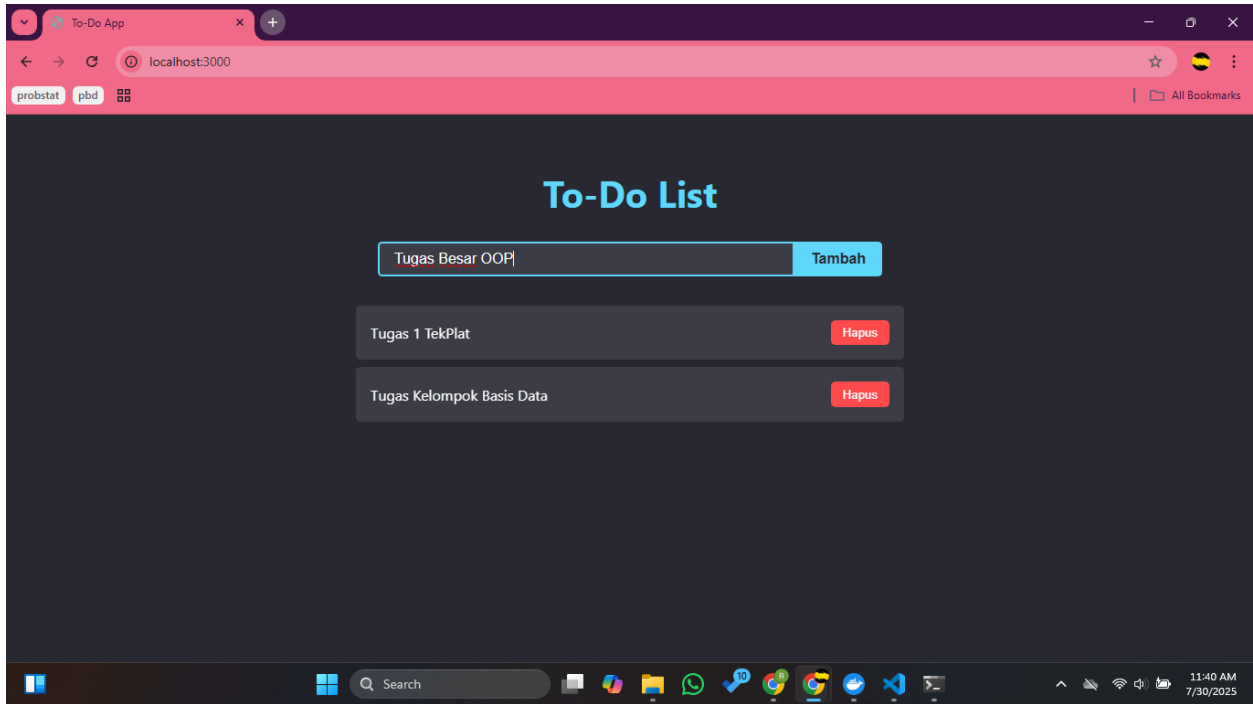 To-Do App
localhost:3000
probstat pbd
All Bookmarks
To-Do List
Tugas Besar OOP
Tambah
Tugas 1 TekPlat
Hapus
Tugas Kelompok Basis Data
Hapus
Search
10
R
11:40 AM
7/30/2025